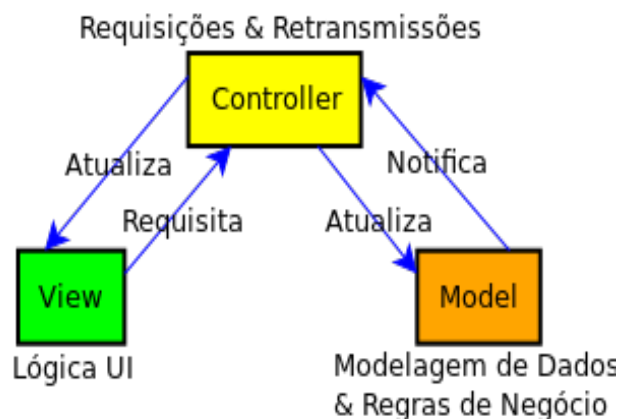 Requisições & Retransmissões
Controller
Atualiza
Notifica
Requisita
Atualiza
View
Model
Lógica UI
Modelagem de Dados
& Regras de Negócio